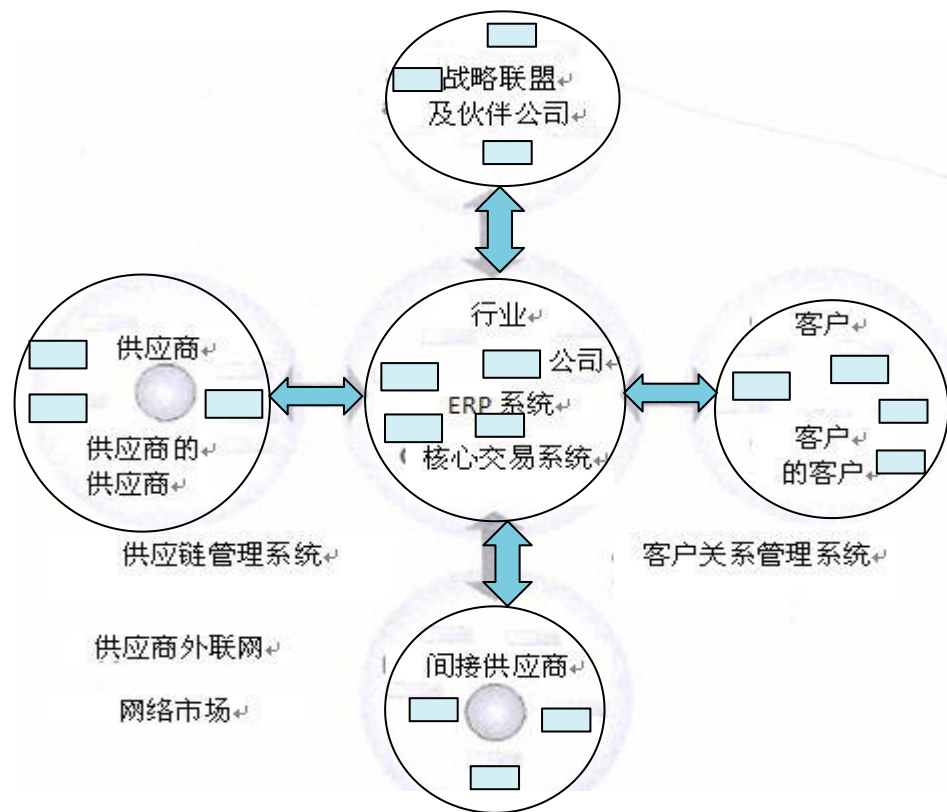 战略联盟
及伙伴公司
行业
公司
ERP 系统
核心交易系统
供应商
供应商的
供应商
客户
客户
的客户
供应链管理系统
客户关系管理系统
供应商外联网
网络市场
间接供应商